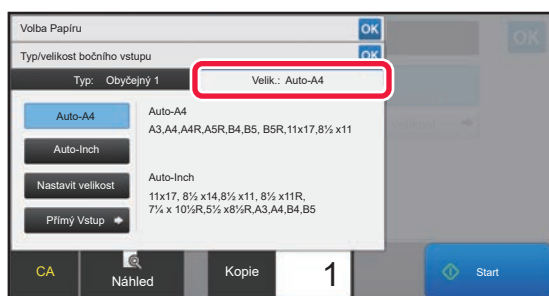 Volba Papíru
OK
Typ/velikost bočního vstupu
OK
Typ: Obyčejný 1
Velik.: Auto-A4
Auto-A4
Auto-A4
A3,A4,A4R,A5R,B4,B5, B5R,11x17,8½ x11
Auto-Inch
Auto-Inch
Nastavit velikost
11x17, 8½ x14,8½ x11, 8½ x11R,
7¼ x 10½R,5½ x8½R,A3,A4,B4,B5
Přímý Vstup
CA
Náhled
Kopie
1
Start
OK